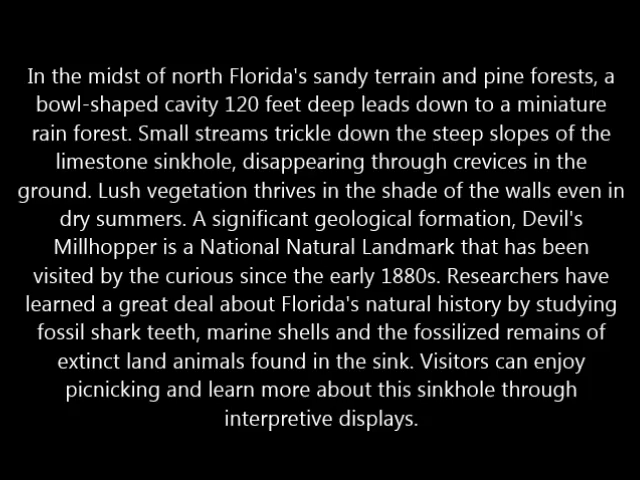 In the midst of north Florida's sandy terrain and pine forests, a
bowl-shaped cavity 120 feet deep leads down to a miniature
rain forest. Small streams trickle down the steep slopes of the
limestone sinkhole, disappearing through crevices in the
ground. Lush vegetation thrives in the shade of the walls even in
dry summers. A significant geological formation, Devil's
Millhopper is a National Natural Landmark that has been
visited by the curious since the early 1880s. Researchers have
learned a great deal about Florida's natural history by studying
fossil shark teeth, marine shells and the fossilized remains of
extinct land animals found in the sink. Visitors can enjoy
picnicking and learn more about this sinkhole through
interpretive displays.